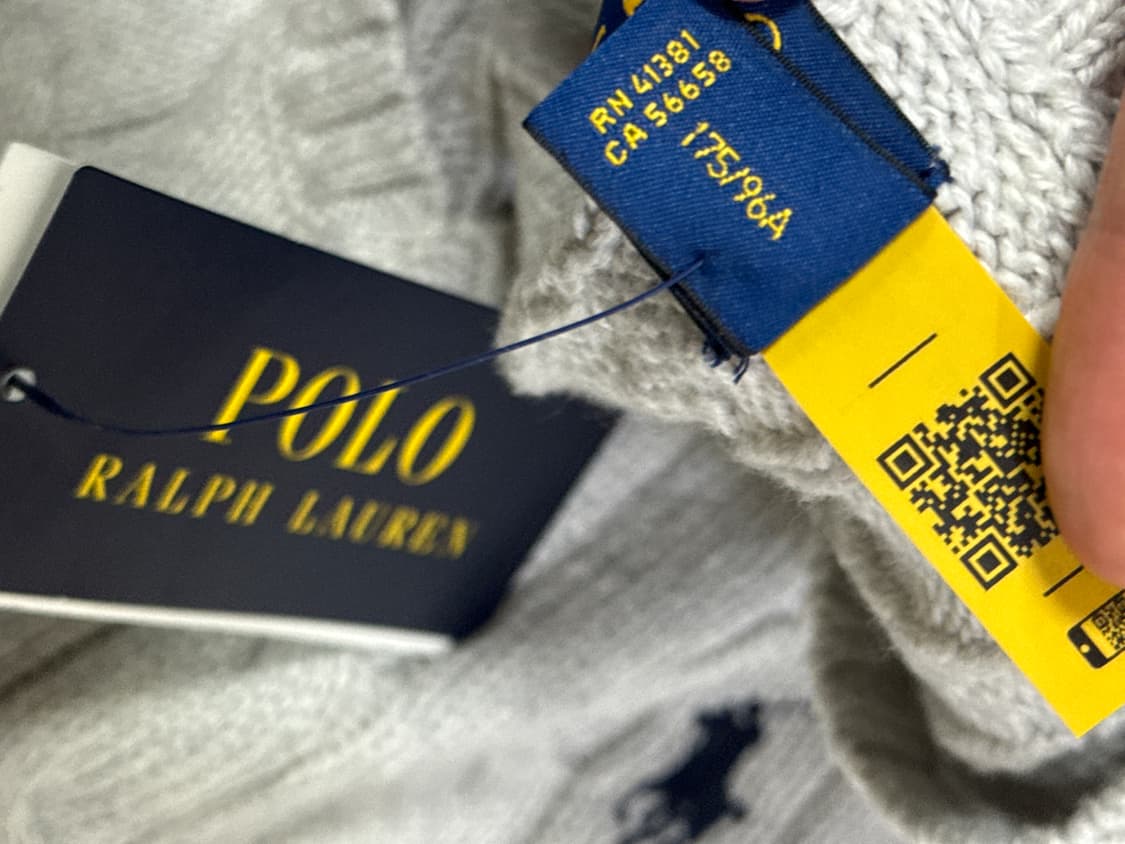 RN 41381
CA 56658
175/96A
POLO
RALPH LAUREN